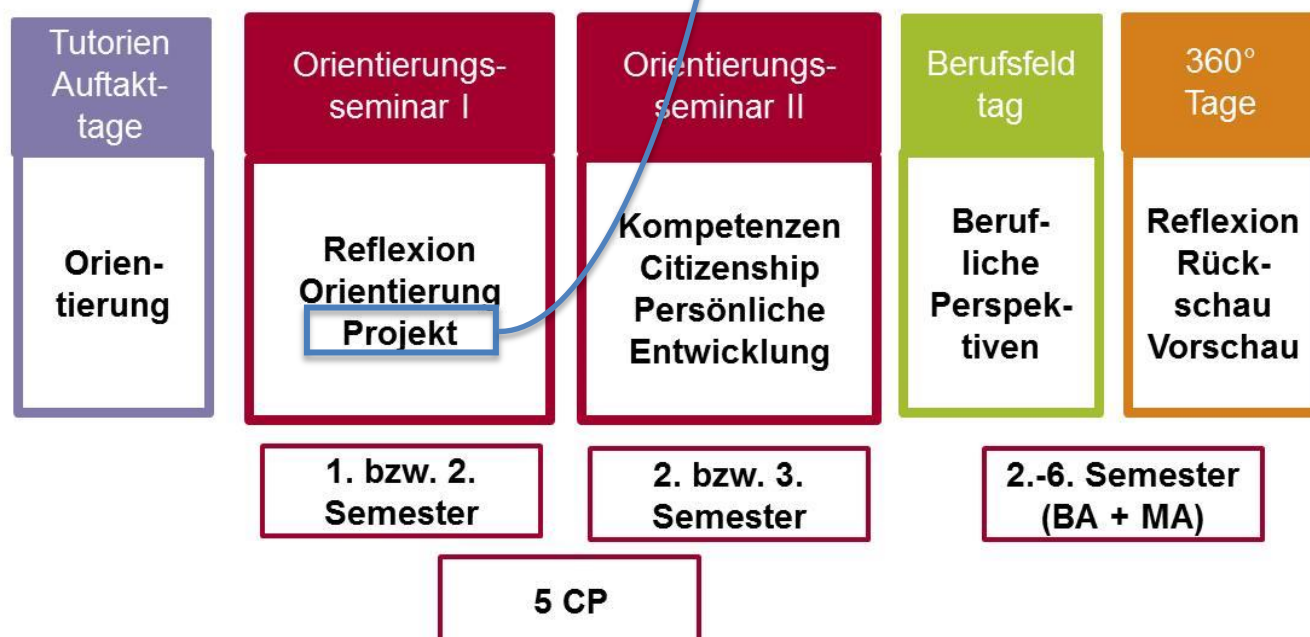 Tutorien
Auftakt-
tage
Orientierungs-
seminar I
Orientierungs-
seminar II
Berufsfeld
tag
360°
Tage
Orien-
tierung
Reflexion
Orientierung
Projekt
Kompetenzen
Citizenship
Persönliche
Entwicklung
Beruf-
liche
Perspek-
tiven
Reflexion
Rück-
schau
Vorschau
1. bzw. 2.
Semester
2. bzw. 3.
Semester
2.-6. Semester
(BA + MA)
5 CP